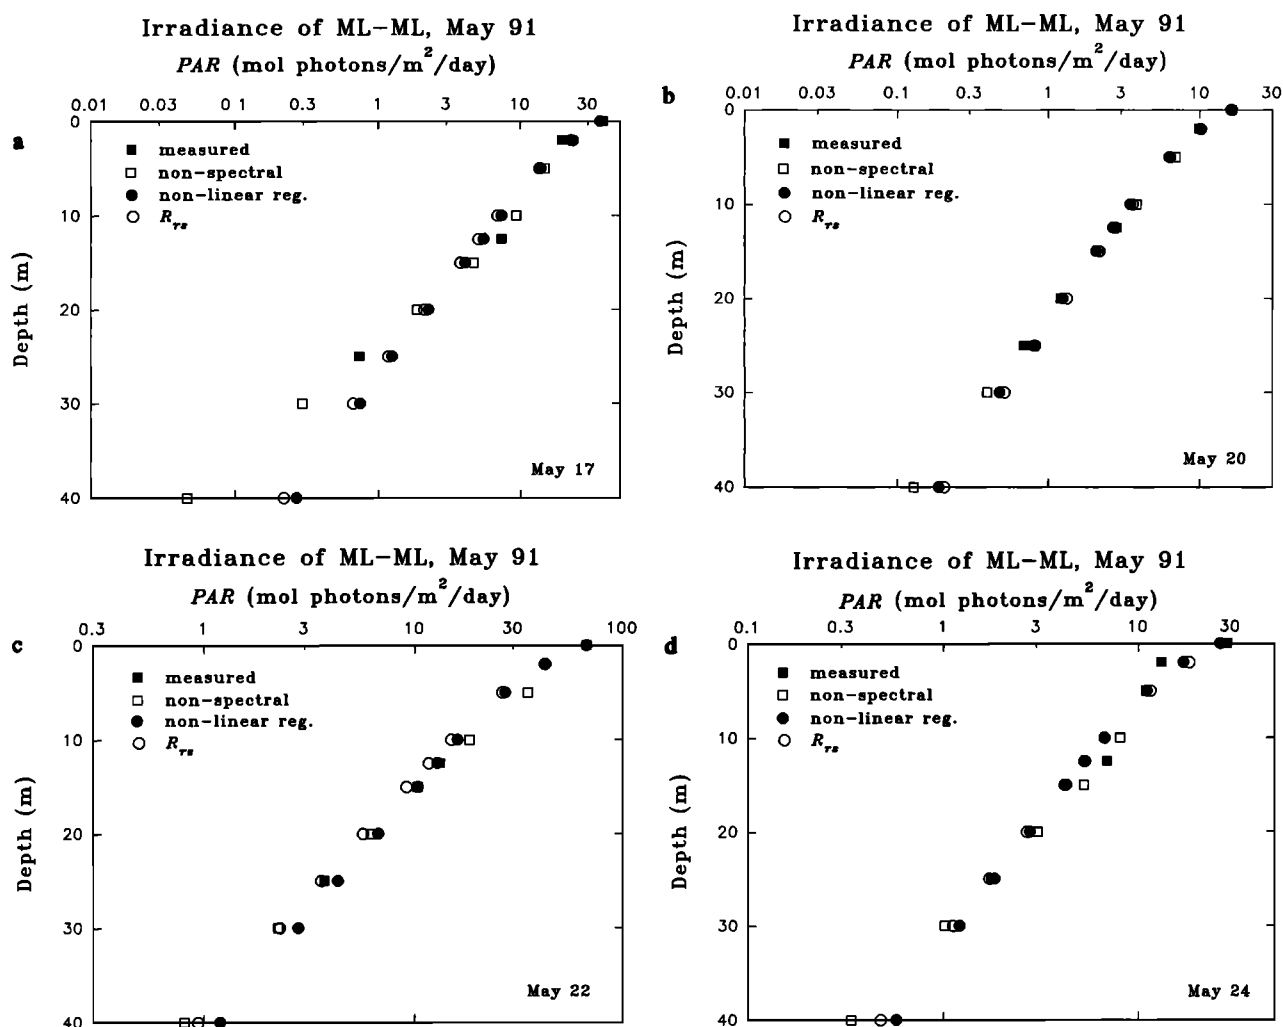 Irradiance of ML-ML, May 91
PAR (mol photons/m²/day)
0.01 0.03 0.1 0.3 1 3 10 30
a
0
10
20
30
40
Depth (m)
measured
non-spectral
non-linear reg.
R_rs
May 17
Irradiance of ML-ML, May 91
PAR (mol photons/m²/day)
b
0.01 0.03 0.1 0.3 1 3 10 30
0
10
20
30
40
Depth (m)
measured
non-spectral
non-linear reg.
R_rs
May 20
Irradiance of ML-ML, May 91
PAR (mol photons/m²/day)
0.3 1 3 10 30 100
c
0
10
20
30
40
Depth (m)
measured
non-spectral
non-linear reg.
R_rs
May 22
Irradiance of ML-ML, May 91
PAR (mol photons/m²/day)
0.1 0.3 1 3 10 30
d
0
10
20
30
40
Depth (m)
measured
non-spectral
non-linear reg.
R_rs
May 24